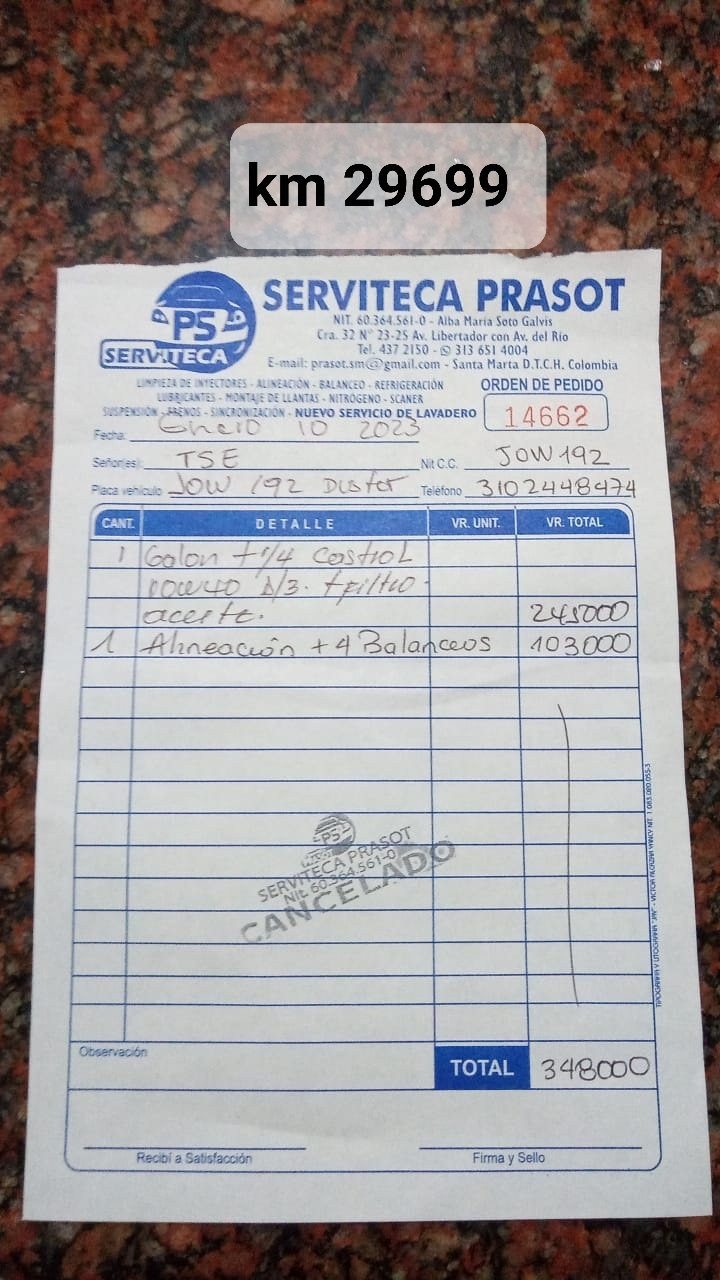 km 29699
PS
SERVITECA
SERVITECA PRASOT
NIT. 60.364.561-0 - Alba María Soto Galvis
Cra. 32 N° 23-25 Av. Libertador con Av. del Río
Tel. 437 2150 - 313 651 4004
E-mail: prasot.sm@gmail.com - Santa Marta D.T.C.H. Colombia
LIMPIEZA DE INYECTORES - ALINEACIÓN - BALANCEO - REFRIGERACIÓN
LUBRICANTES - MONTAJE DE LLANTAS - NITRÓGENO - SCANER
SUSPENSIÓN - FRENOS - SINCRONIZACIÓN - NUEVO SERVICIO DE LAVADERO
ORDEN DE PEDIDO
14662
Fecha: Enero 10 2023
Señor(es): TSE Nit C.C. JOW192
Placa vehículo JOW 192 Duster Teléfono 3102448474
CANT. DETALLE VR. UNIT. VR. TOTAL
1 Galon + 1/4 Castrol
10W40 + filtro
aceite. 245000
1 Alineación + 4 Balanceos 103000
PS
SERVITECA PRASOT
Nit. 60.364.561-0
CANCELADO
Observación
TOTAL 348000
Recibí a Satisfacción Firma y Sello